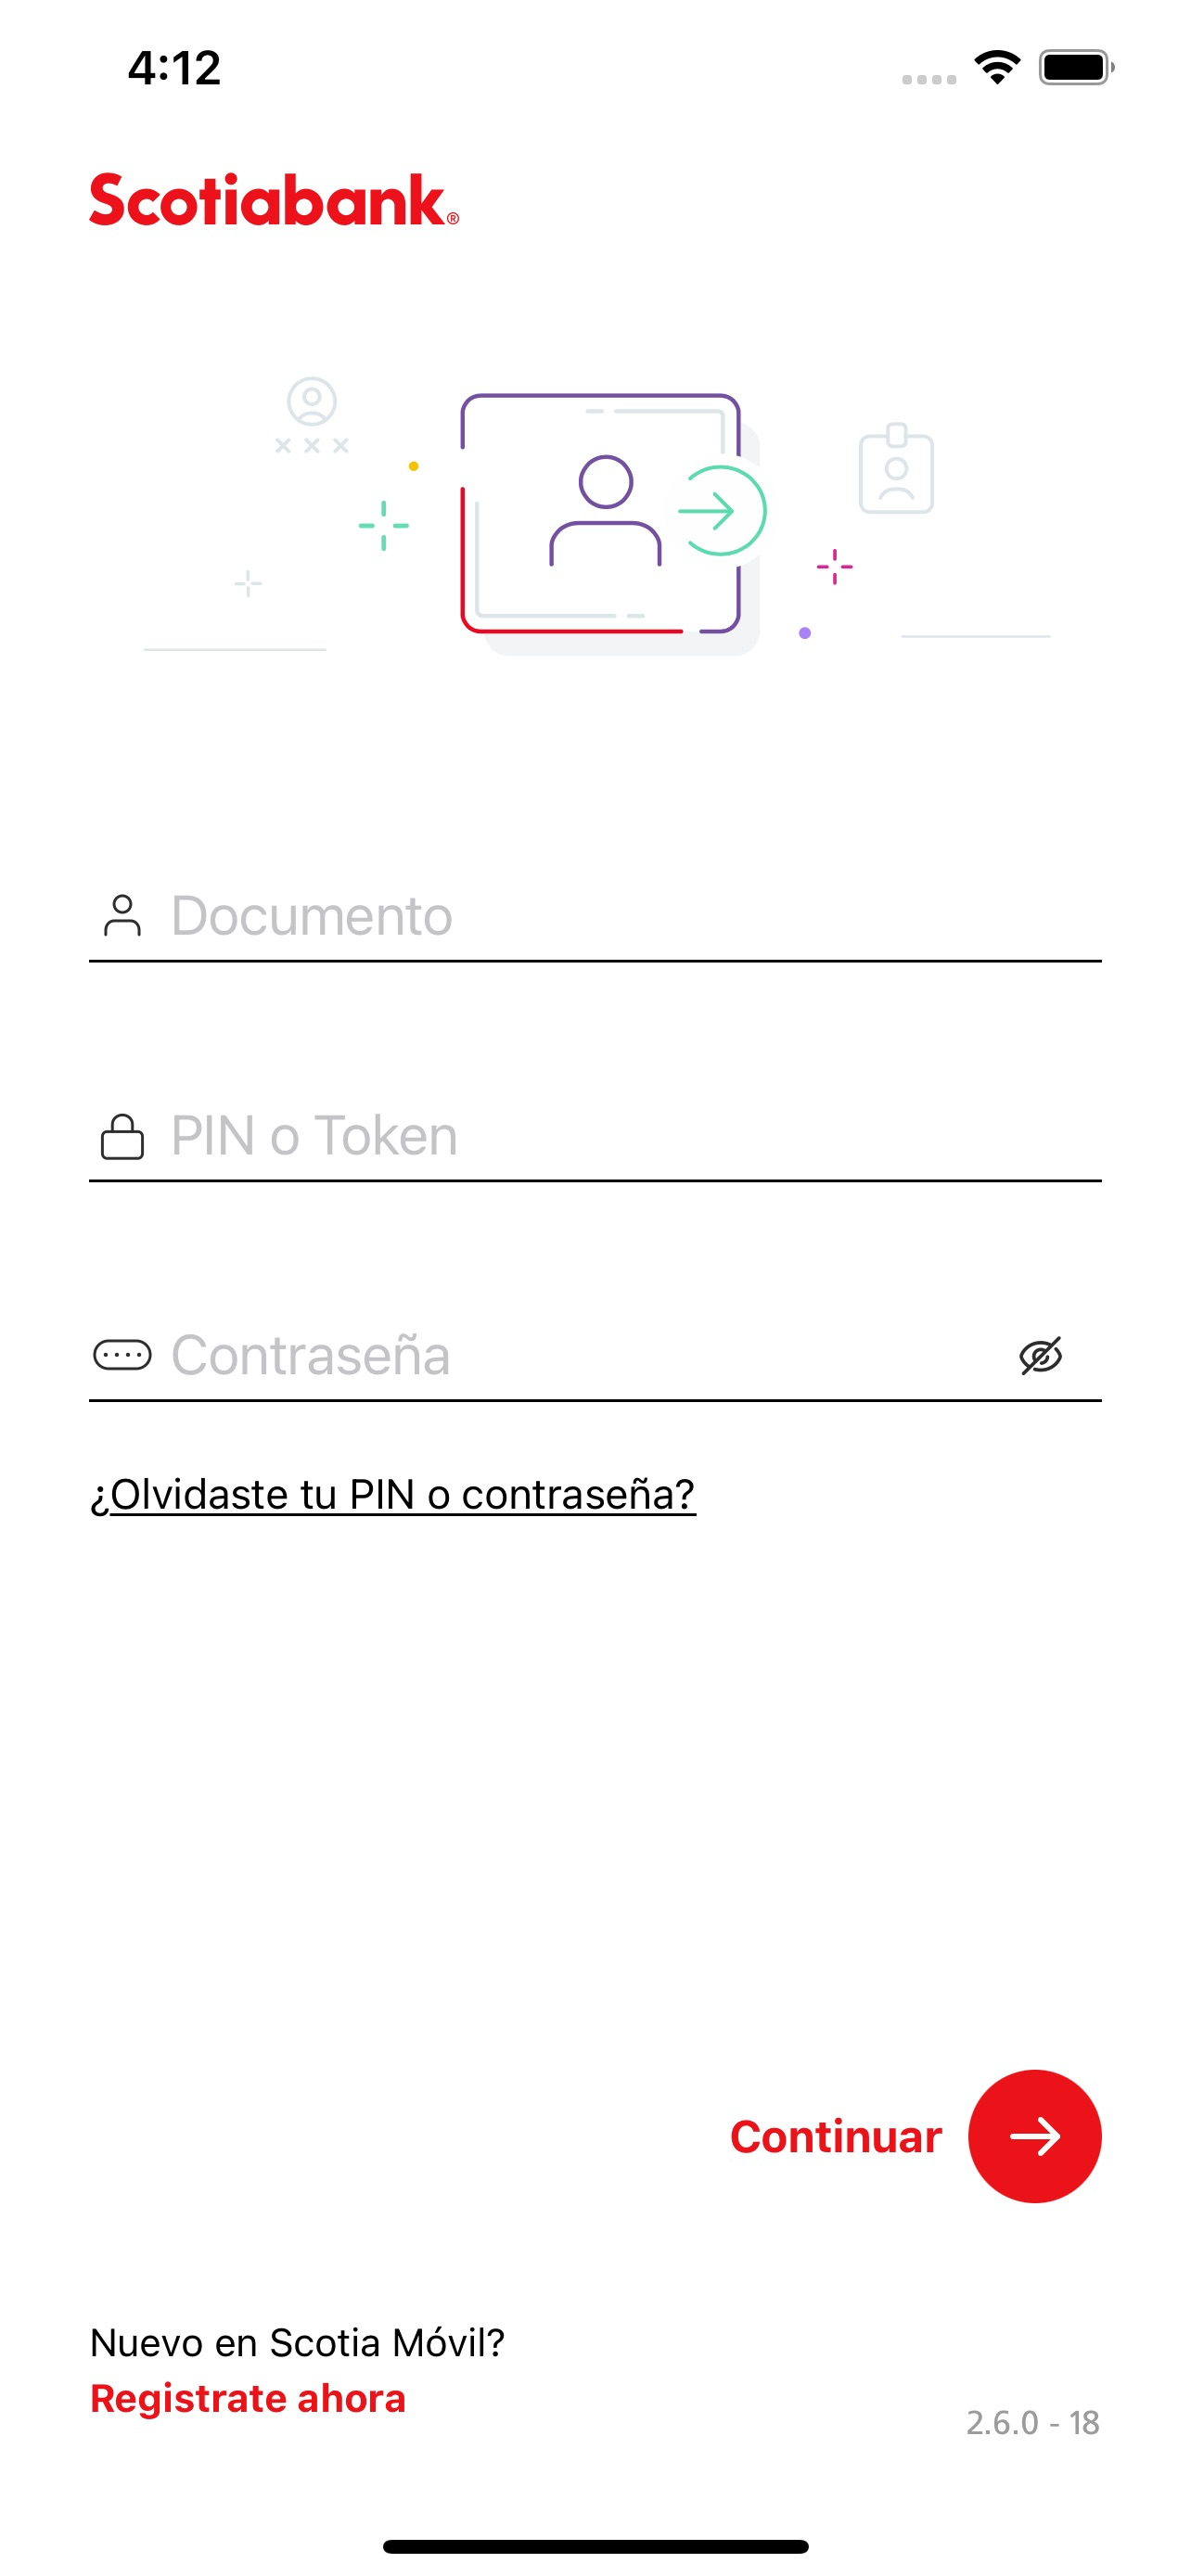 4:12
Scotiabank®
Documento
PIN o Token
Contraseña
¿Olvidaste tu PIN o contraseña?
Continuar
Nuevo en Scotia Móvil?
Registrate ahora
2.6.0 - 18